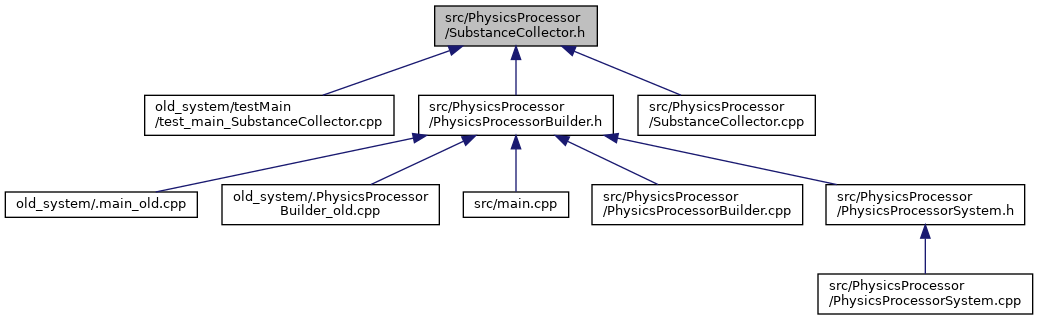 src/PhysicsProcessor
/SubstanceCollector.h
old_system/testMain
/test_main_SubstanceCollector.cpp
src/PhysicsProcessor
/PhysicsProcessorBuilder.h
src/PhysicsProcessor
/SubstanceCollector.cpp
old_system/.main_old.cpp
old_system/.PhysicsProcessor
Builder_old.cpp
src/main.cpp
src/PhysicsProcessor
/PhysicsProcessorBuilder.cpp
src/PhysicsProcessor
/PhysicsProcessorSystem.h
src/PhysicsProcessor
/PhysicsProcessorSystem.cpp